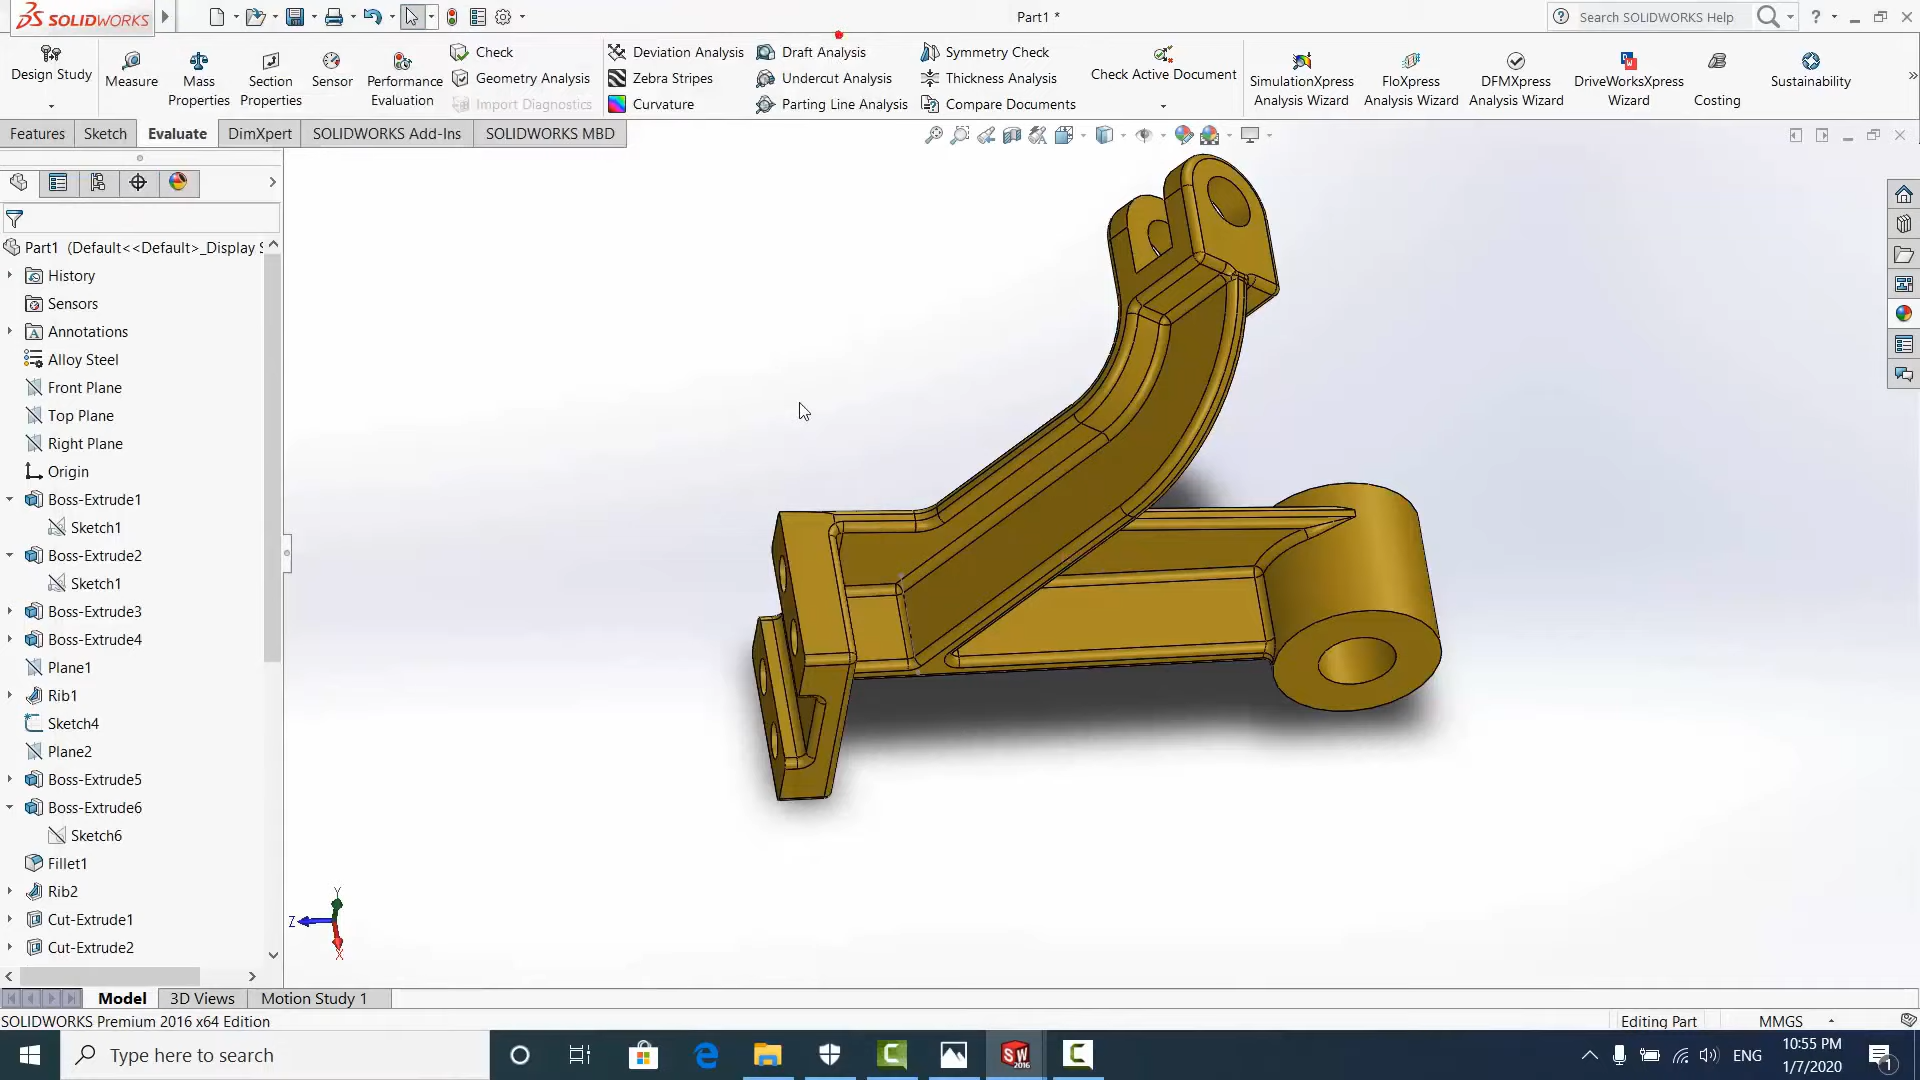 SOLIDWORKS
Part1 *
Search SOLIDWORKS Help
Design Study
Measure
Mass
Properties
Section
Properties
Sensor
Performance
Evaluation
Check
Geometry Analysis
Import Diagnostics
Deviation Analysis
Zebra Stripes
Curvature
Draft Analysis
Undercut Analysis
Parting Line Analysis
Symmetry Check
Thickness Analysis
Compare Documents
Check Active Document
SimulationXpress
Analysis Wizard
FloXpress
Analysis Wizard
DFMXpress
Analysis Wizard
DriveWorksXpress
Wizard
Costing
Sustainability
Features
Sketch
Evaluate
DimXpert
SOLIDWORKS Add-Ins
SOLIDWORKS MBD
Part1 (Default<<Default>_Display S
History
Sensors
Annotations
Alloy Steel
Front Plane
Top Plane
Right Plane
Origin
Boss-Extrude1
Sketch1
Boss-Extrude2
Sketch1
Boss-Extrude3
Boss-Extrude4
Plane1
Rib1
Sketch4
Plane2
Boss-Extrude5
Boss-Extrude6
Sketch6
Fillet1
Rib2
Cut-Extrude1
Cut-Extrude2
Y
Z
X
Model
3D Views
Motion Study 1
SOLIDWORKS Premium 2016 x64 Edition
Editing Part
MMGS
Type here to search
SW
2016
ENG
10:55 PM
1/7/2020
1